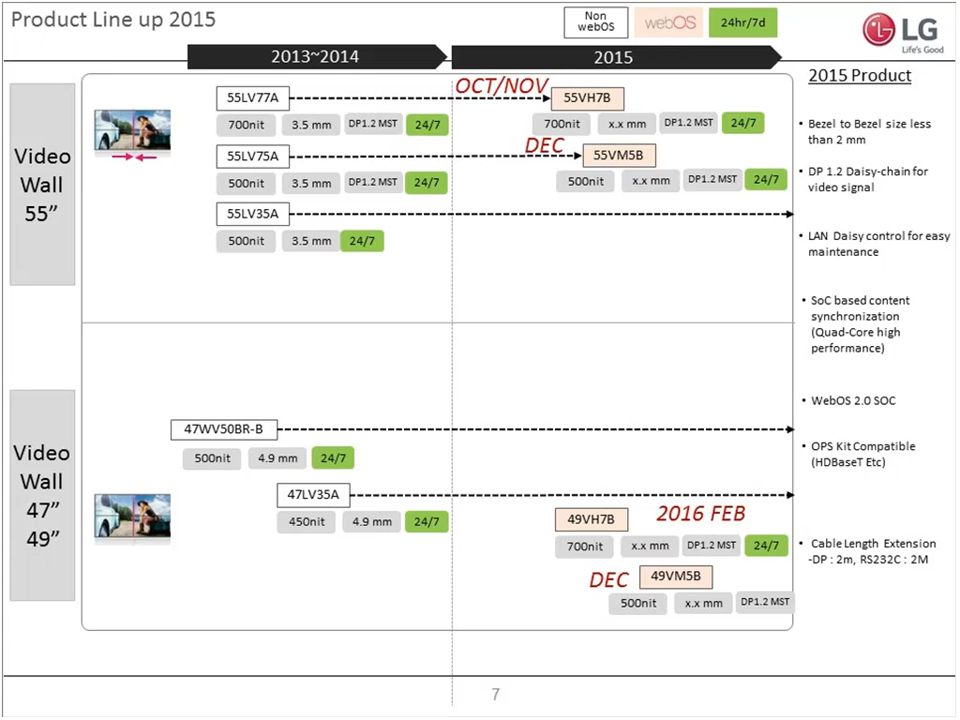 Product Line up 2015
Non
webOS
webOS
24hr/7d
LG
Life's Good
2013~2014
2015
2015 Product
Video
Wall
55”
55LV77A
OCT/NOV
55VH7B
700nit
3.5 mm
DP1.2 MST
24/7
700nit
x.x mm
DP1.2 MST
24/7
55LV75A
DEC
55VM5B
500nit
3.5 mm
DP1.2 MST
24/7
500nit
x.x mm
DP1.2 MST
24/7
55LV35A
500nit
3.5 mm
24/7
Video
Wall
47”
49”
47WV50BR-B
500nit
4.9 mm
24/7
47LV35A
450nit
4.9 mm
24/7
49VH7B
2016 FEB
700nit
x.x mm
DP1.2 MST
24/7
DEC
49VM5B
500nit
x.x mm
DP1.2 MST
• Bezel to Bezel size less
than 2 mm
• DP 1.2 Daisy-chain for
video signal
• LAN Daisy control for easy
maintenance
• SoC based content
synchronization
(Quad-Core high
performance)
• WebOS 2.0 SOC
• OPS Kit Compatible
(HDBaseT Etc)
• Cable Length Extension
-DP : 2m, RS232C : 2M
7